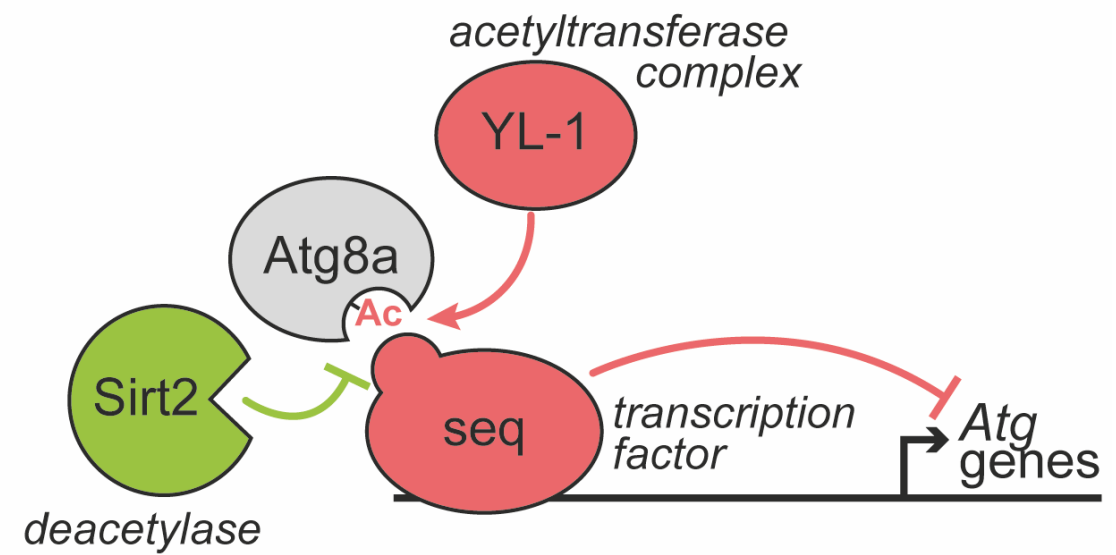 acetyltransferase
complex
YL-1
Atg8a
Ac
Sirt2
seq
transcription
factor
Atg
genes
deacetylase